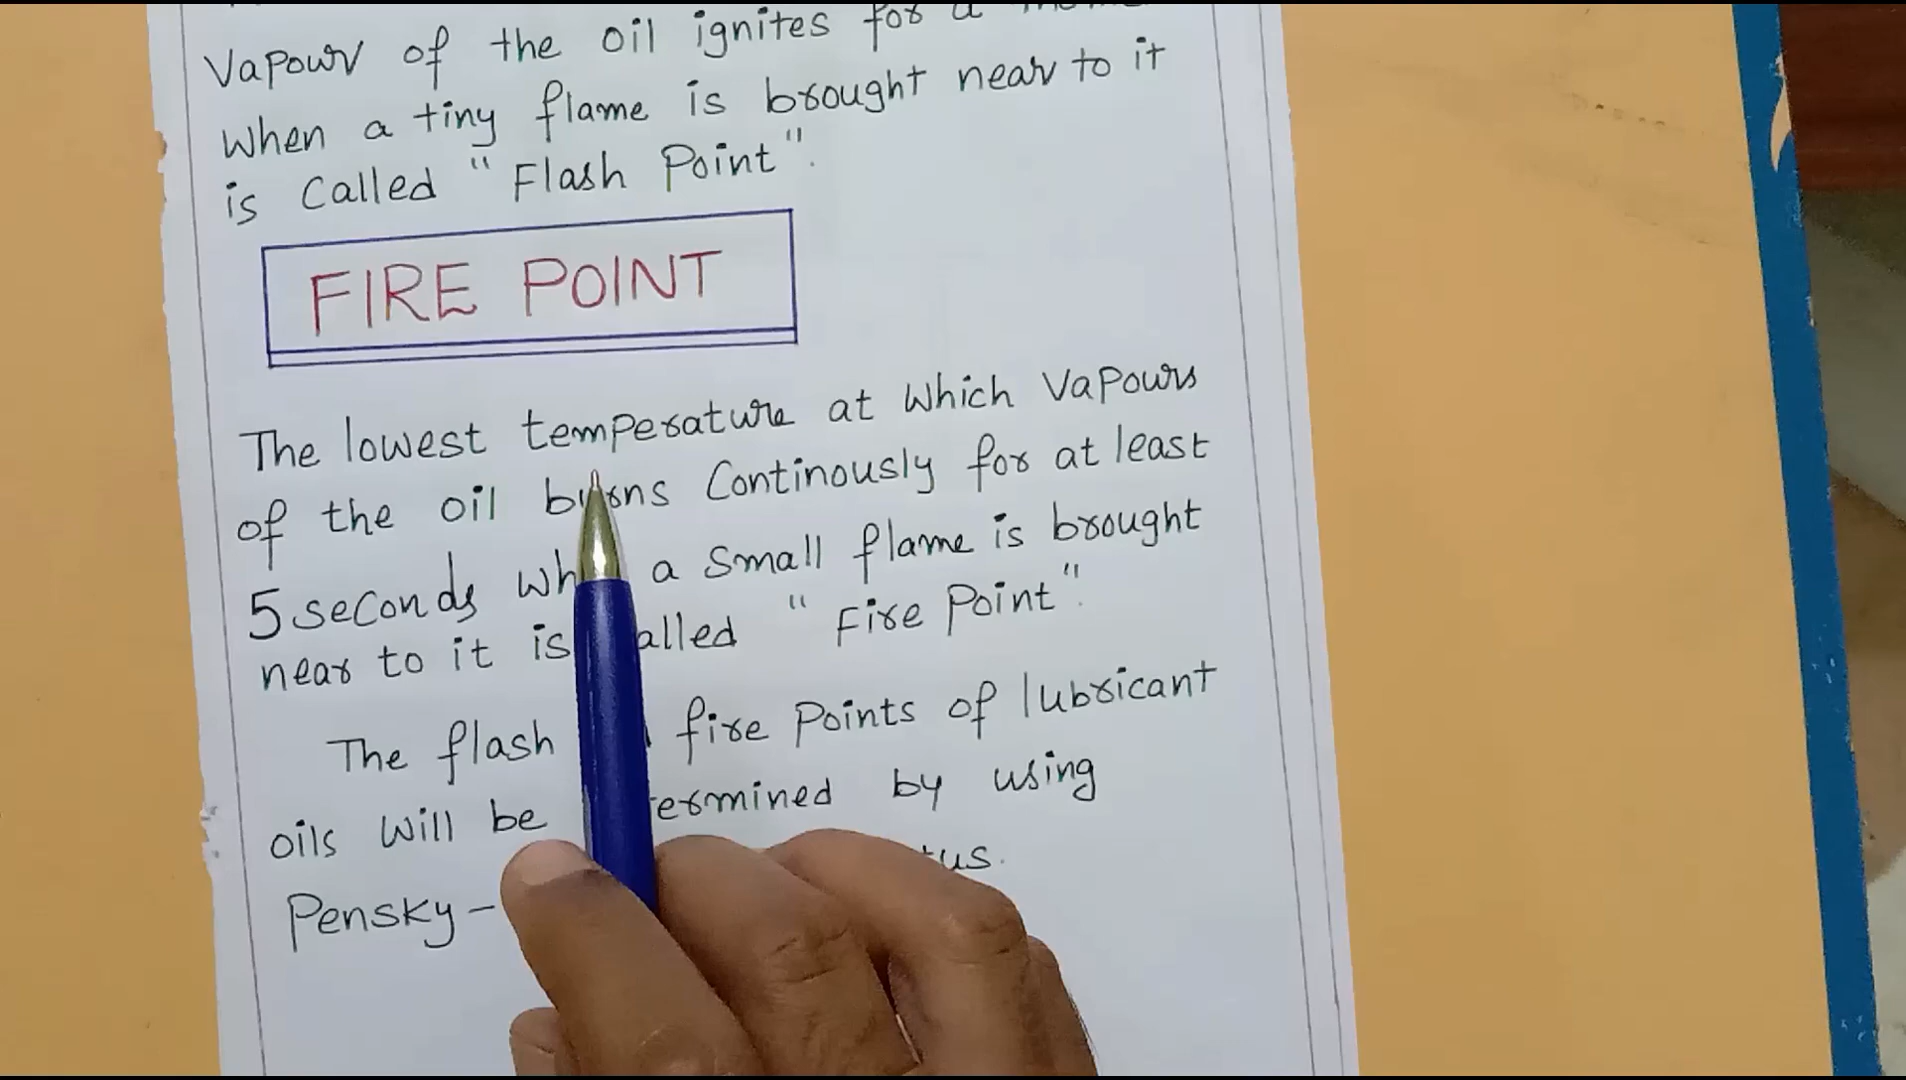 Vapour of the oil ignites for a
When a tiny flame is brought near to it
is Called "Flash Point".
FIRE POINT
The lowest temperature at Which Vapours
of the oil burns Continously for at least
5 seconds a Small flame is brought
near to it is "Fire Point".
The flash fire Points of lubricant
oils Will be by using
Pensky-